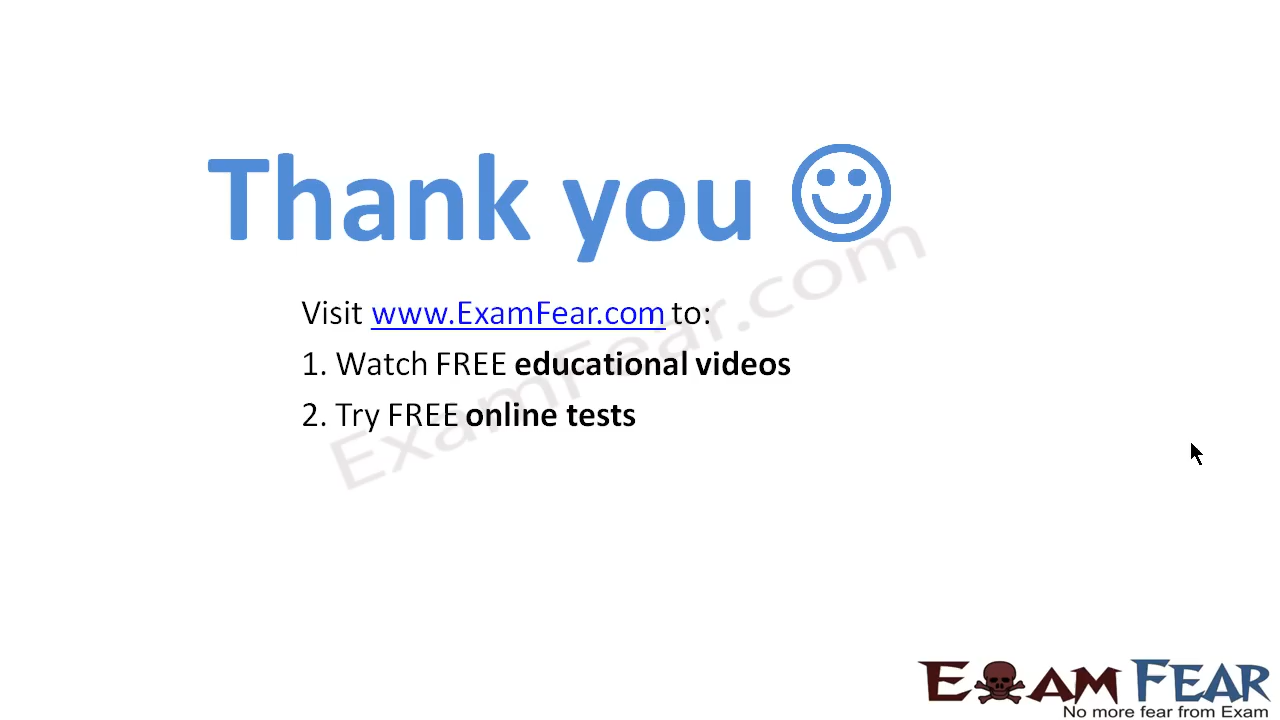 Thank you
Visit www.ExamFear.com to:
1. Watch FREE educational videos
2. Try FREE online tests
ExamFear.com
EXAM FEAR
No more fear from Exam